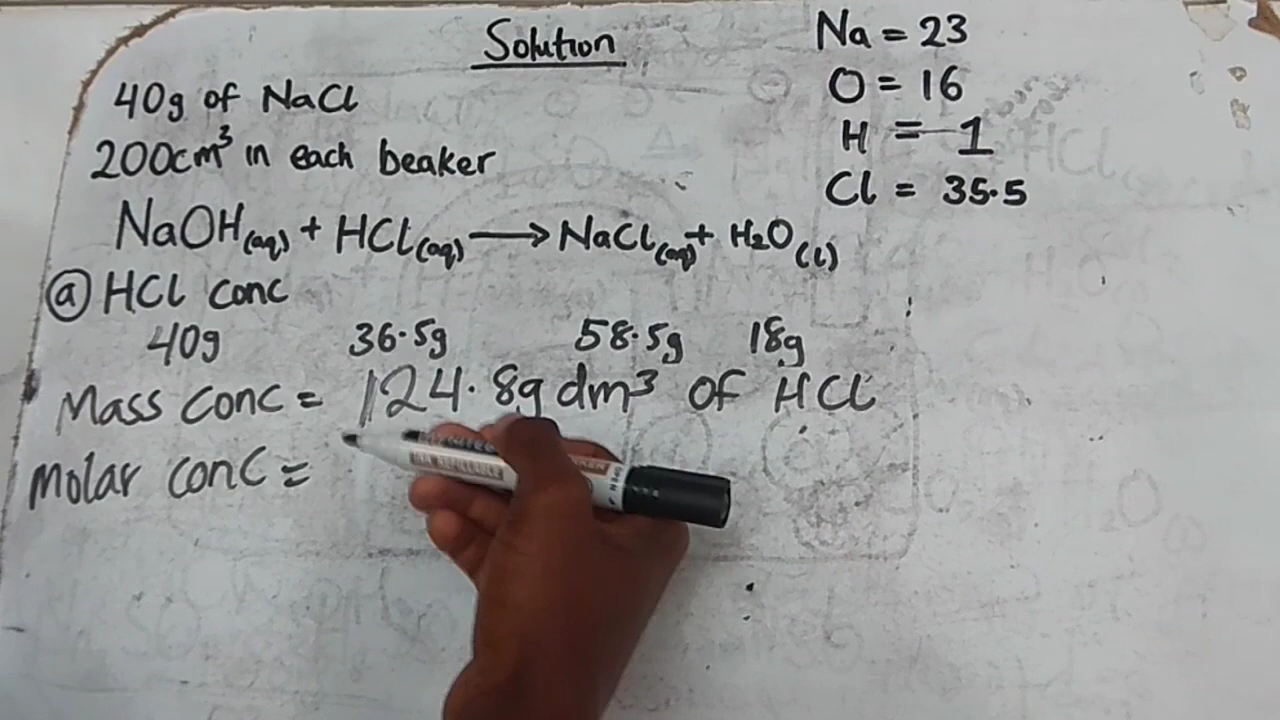 Solution
Na = 23
O = 16
H = 1
Cl = 35.5
40g of NaCl
200cm³ in each beaker
NaOH(aq) + HCl(aq) → NaCl(aq) + H₂O(l)
ⓐ HCl conc
40g 36.5g 58.5g 18g
Mass conc = 124.8g dm³ of HCl
Molar conc =